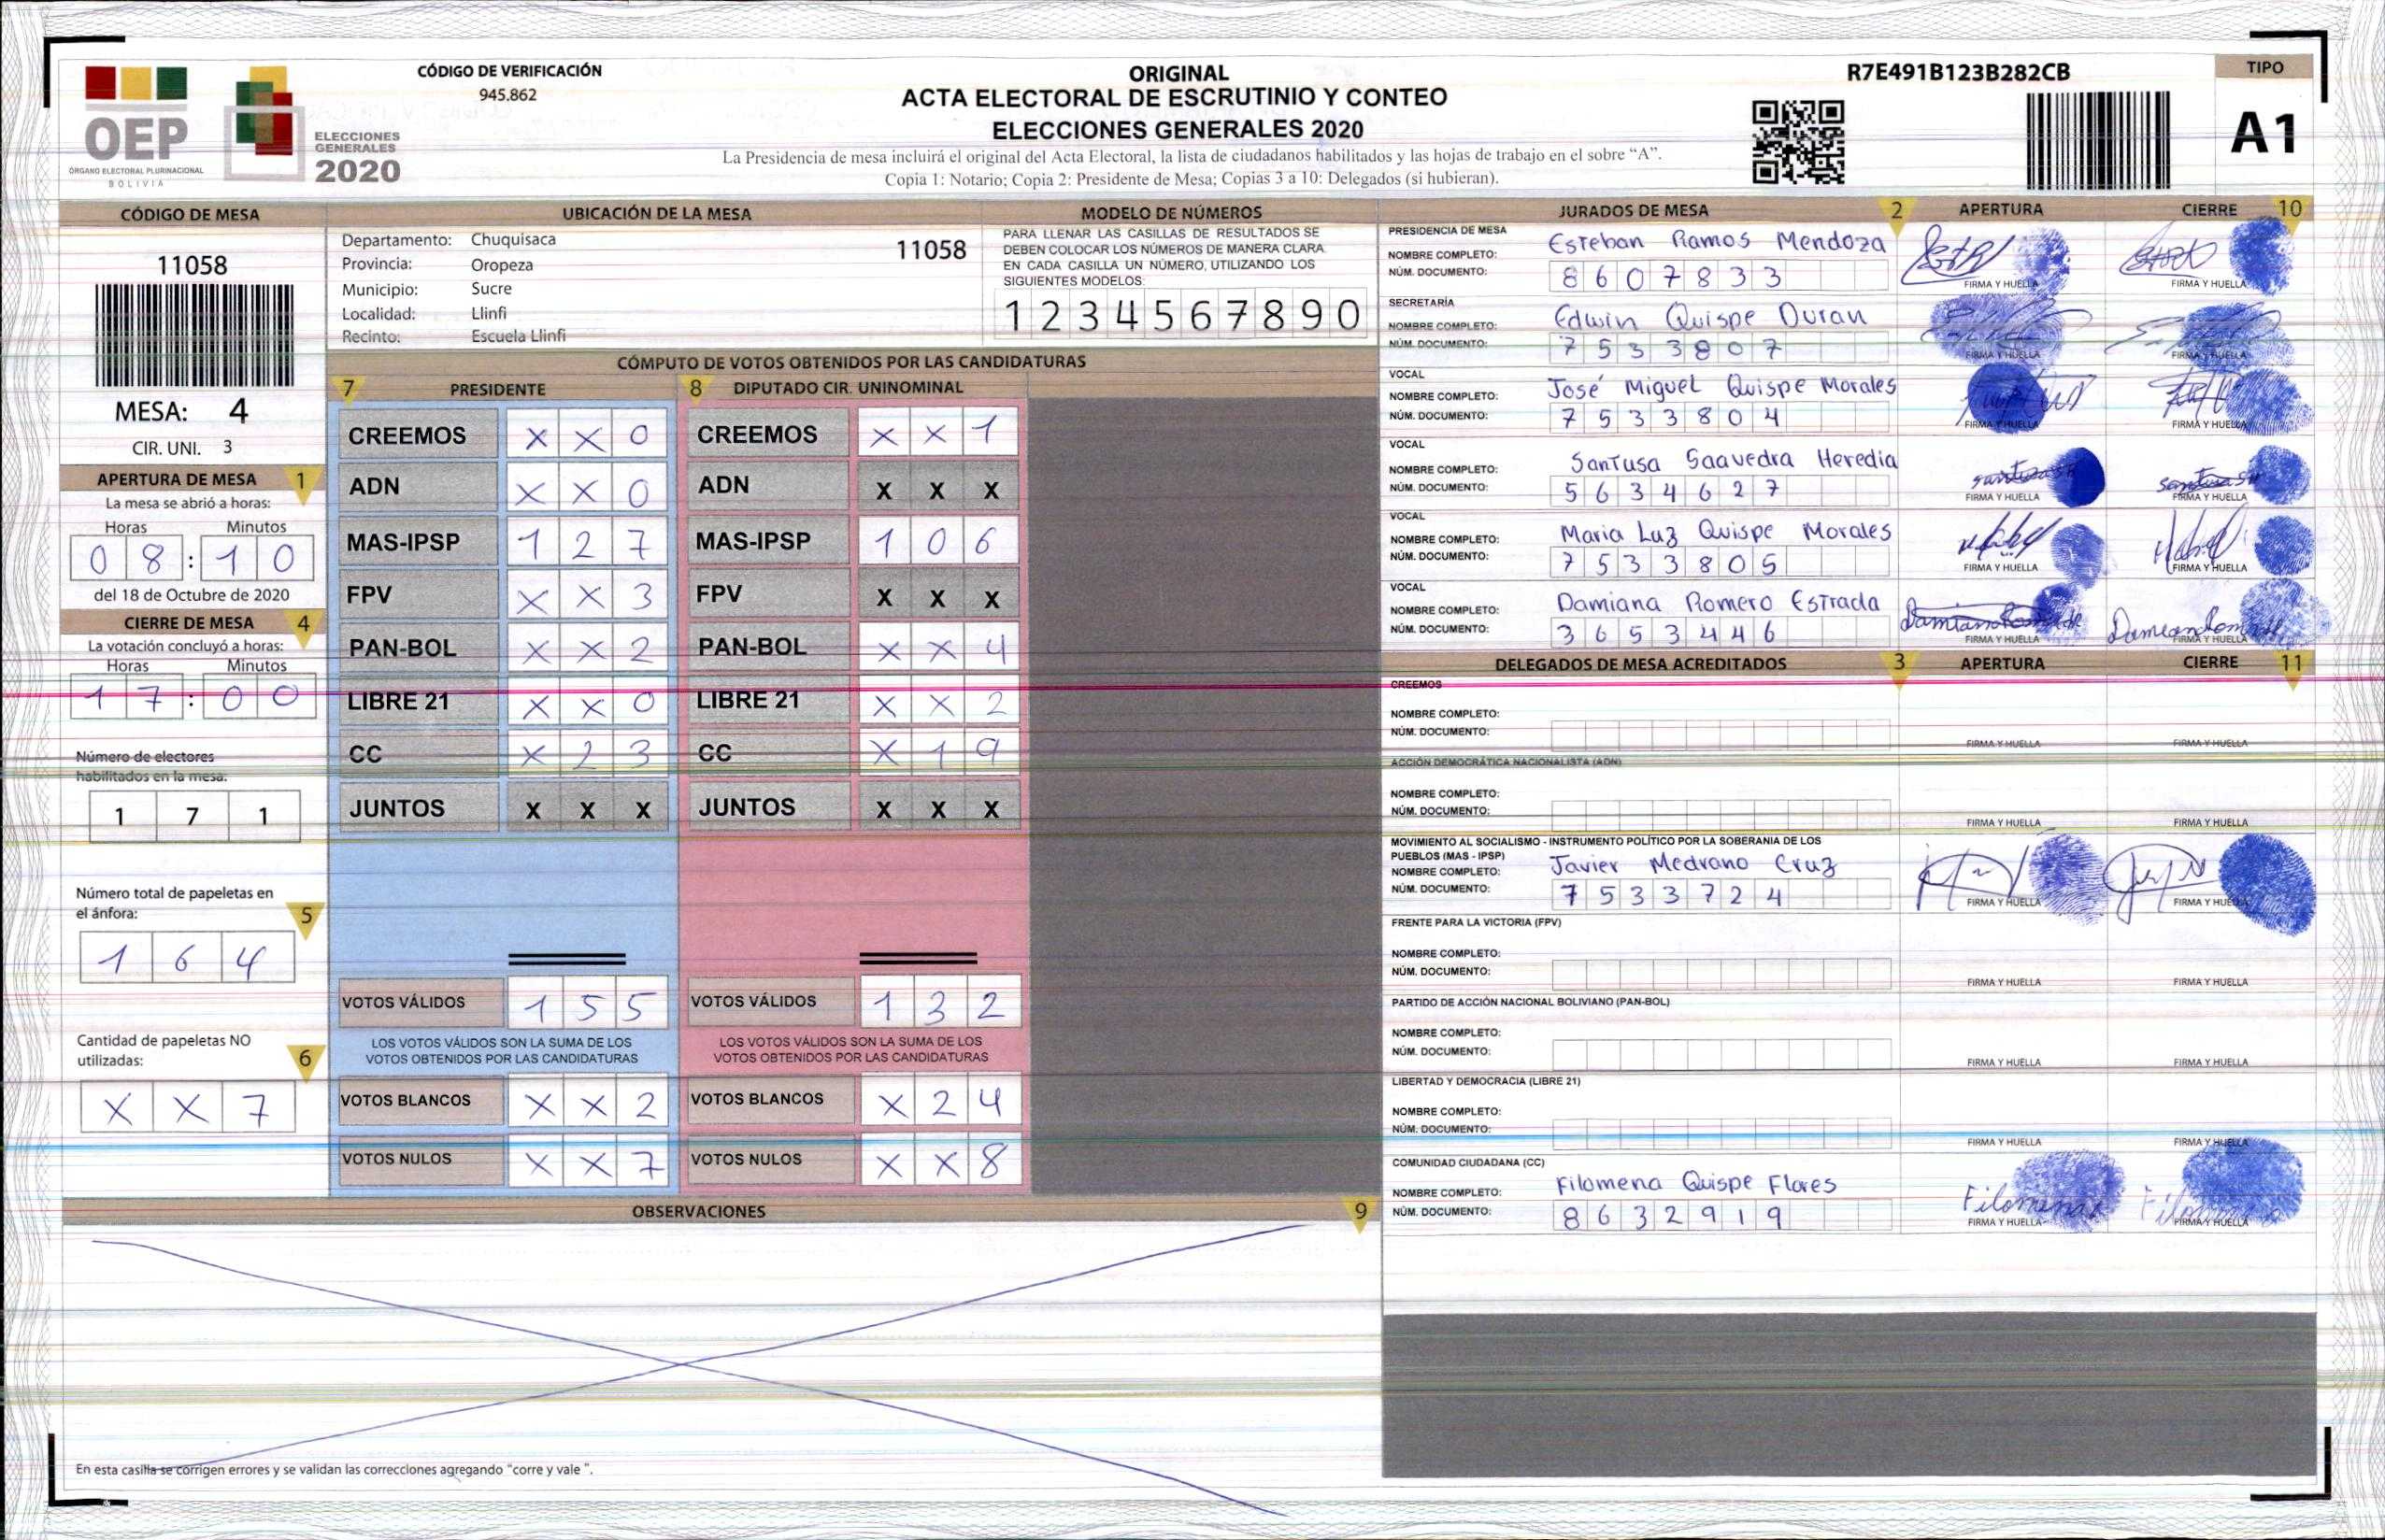 OEP
ÓRGANO ELECTORAL PLURINACIONAL
BOLIVIA
ELECCIONES
GENERALES
2020
CÓDIGO DE VERIFICACIÓN
945.862
ORIGINAL
ACTA ELECTORAL DE ESCRUTINIO Y CONTEO
ELECCIONES GENERALES 2020
La Presidencia de mesa incluirá el original del Acta Electoral, la lista de ciudadanos habilitados y las hojas de trabajo en el sobre “A”.
Copia 1: Notario; Copia 2: Presidente de Mesa; Copias 3 a 10: Delegados (si hubieran).
R7E491B123B282CB
TIPO
A1
CÓDIGO DE MESA
11058
MESA: 4
CIR. UNI. 3
APERTURA DE MESA 1
La mesa se abrió a horas:
Horas Minutos
0 8 : 1 0
del 18 de Octubre de 2020
CIERRE DE MESA 4
La votación concluyó a horas:
Horas Minutos
1 7 : 0 0
Número de electores
habilitados en la mesa:
1 7 1
Número total de papeletas en
el ánfora: 5
1 6 4
Cantidad de papeletas NO
utilizadas: 6
X X 7
UBICACIÓN DE LA MESA
Departamento: Chuquisaca
11058
Provincia: Oropeza
Municipio: Sucre
Localidad: Llinfi
Recinto: Escuela Llinfi
MODELO DE NÚMEROS
PARA LLENAR LAS CASILLAS DE RESULTADOS SE
DEBEN COLOCAR LOS NÚMEROS DE MANERA CLARA
EN CADA CASILLA UN NÚMERO, UTILIZANDO LOS
SIGUIENTES MODELOS:
1 2 3 4 5 6 7 8 9 0
CÓMPUTO DE VOTOS OBTENIDOS POR LAS CANDIDATURAS
7 PRESIDENTE
CREEMOS X X 0
ADN X X 0
MAS-IPSP 1 2 7
FPV X X 3
PAN-BOL X X 2
LIBRE 21 X X 0
CC X 2 3
JUNTOS X X X
VOTOS VÁLIDOS 1 5 5
LOS VOTOS VÁLIDOS SON LA SUMA DE LOS
VOTOS OBTENIDOS POR LAS CANDIDATURAS
VOTOS BLANCOS X X 2
VOTOS NULOS X X 7
8 DIPUTADO CIR. UNINOMINAL
CREEMOS X X 1
ADN X X X
MAS-IPSP 1 0 6
FPV X X X
PAN-BOL X X 4
LIBRE 21 X X 2
CC X 1 9
JUNTOS X X X
VOTOS VÁLIDOS 1 3 2
LOS VOTOS VÁLIDOS SON LA SUMA DE LOS
VOTOS OBTENIDOS POR LAS CANDIDATURAS
VOTOS BLANCOS X 2 4
VOTOS NULOS X X 8
OBSERVACIONES 9
En esta casilla se corrigen errores y se validan las correcciones agregando “corre y vale ”.
JURADOS DE MESA 2 APERTURA CIERRE 10
PRESIDENCIA DE MESA
NOMBRE COMPLETO: Esteban Ramos Mendoza
NÚM. DOCUMENTO: 8 6 0 7 8 3 3
FIRMA Y HUELLA FIRMA Y HUELLA
SECRETARÍA
NOMBRE COMPLETO: Edwin Quispe Duran
NÚM. DOCUMENTO: 7 5 3 3 8 0 7
FIRMA Y HUELLA FIRMA Y HUELLA
VOCAL
NOMBRE COMPLETO: José Miguel Quispe Morales
NÚM. DOCUMENTO: 7 5 3 3 8 0 4
FIRMA Y HUELLA FIRMA Y HUELLA
VOCAL
NOMBRE COMPLETO: Santusa Saavedra Heredia
NÚM. DOCUMENTO: 5 6 3 4 6 2 7
FIRMA Y HUELLA FIRMA Y HUELLA
VOCAL
NOMBRE COMPLETO: Maria Luz Quispe Morales
NÚM. DOCUMENTO: 7 5 3 3 8 0 5
FIRMA Y HUELLA FIRMA Y HUELLA
VOCAL
NOMBRE COMPLETO: Damiana Romero Estrada
NÚM. DOCUMENTO: 3 6 5 3 4 4 6
FIRMA Y HUELLA FIRMA Y HUELLA
DELEGADOS DE MESA ACREDITADOS 3 APERTURA CIERRE 11
CREEMOS
NOMBRE COMPLETO:
NÚM. DOCUMENTO:
FIRMA Y HUELLA FIRMA Y HUELLA
ACCIÓN DEMOCRÁTICA NACIONALISTA (ADN)
NOMBRE COMPLETO:
NÚM. DOCUMENTO:
FIRMA Y HUELLA FIRMA Y HUELLA
MOVIMIENTO AL SOCIALISMO - INSTRUMENTO POLÍTICO POR LA SOBERANIA DE LOS
PUEBLOS (MAS - IPSP)
NOMBRE COMPLETO: Javier Medrano Cruz
NÚM. DOCUMENTO: 7 5 3 3 7 2 4
FIRMA Y HUELLA FIRMA Y HUELLA
FRENTE PARA LA VICTORIA (FPV)
NOMBRE COMPLETO:
NÚM. DOCUMENTO:
FIRMA Y HUELLA FIRMA Y HUELLA
PARTIDO DE ACCIÓN NACIONAL BOLIVIANO (PAN-BOL)
NOMBRE COMPLETO:
NÚM. DOCUMENTO:
FIRMA Y HUELLA FIRMA Y HUELLA
LIBERTAD Y DEMOCRACIA (LIBRE 21)
NOMBRE COMPLETO:
NÚM. DOCUMENTO:
FIRMA Y HUELLA FIRMA Y HUELLA
COMUNIDAD CIUDADANA (CC)
NOMBRE COMPLETO: Filomena Quispe Flores
NÚM. DOCUMENTO: 8 6 3 2 9 1 9
Filomena
FIRMA Y HUELLA FIRMA Y HUELLA